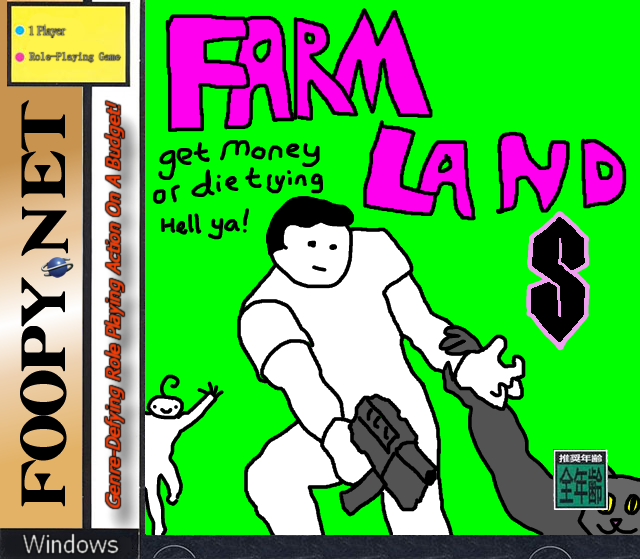 1 Player
Role-Playing Game
FOOPY.NET
Genre-Defying Role Playing Action On A Budget!
Windows
FARM
LAND
get money
or die trying
Hell ya!
S
推奨年齢
全年齢